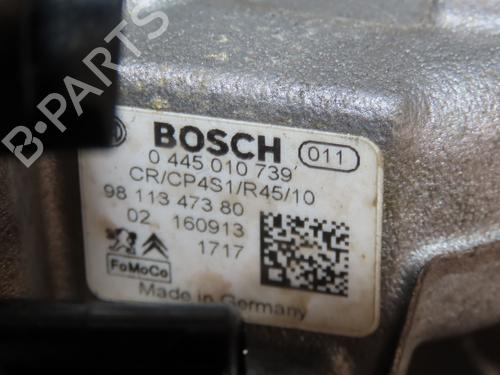 BOSCH
011
0 445 010 739
CR/CP4S1/R45/10
98 113 473 80
02 160913
1717
FoMoCo
Made in Germany
B-PARTS